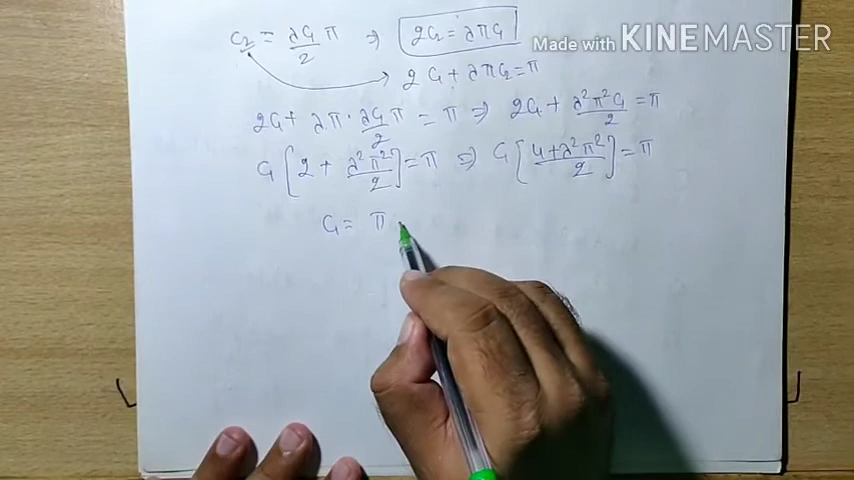 C₂ = λC₁/2 π ⇒ 2C₂ = λπC₁
Made with KINEMASTER
2C₁ + λπC₂ = π
2C₁ + λπ · λC₁π/2 = π ⇒ 2C₁ + λ²π²C₁/2 = π
C₁[2 + λ²π²/2] = π ⇒ C₁[4+λ²π²/2] = π
C₁ = π